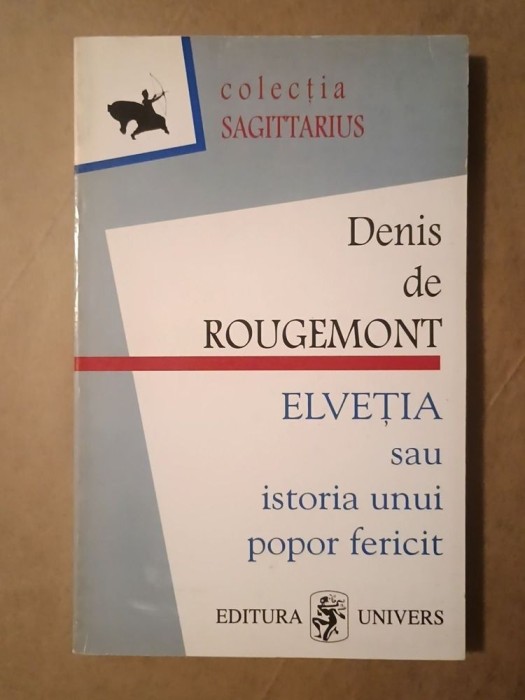 colecția
SAGITTARIUS
Denis
de
ROUGEMONT
ELVEȚIA
sau
istoria unui
popor fericit
EDITURA UNIVERS